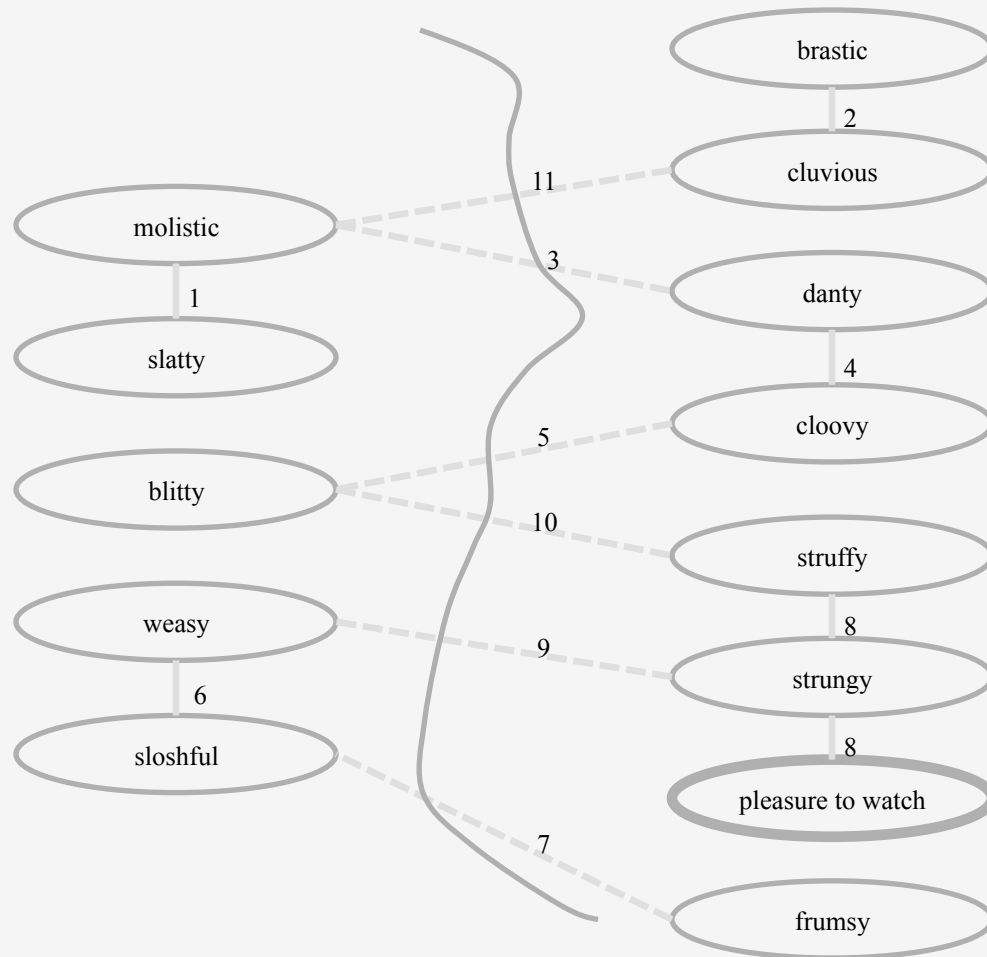 brastic
2
cluvious
11
molistic
3
danty
1
slatty
4
cloovy
5
blitty
10
struffy
8
weasy
9
strungy
6
8
sloshful
pleasure to watch
7
frumsy